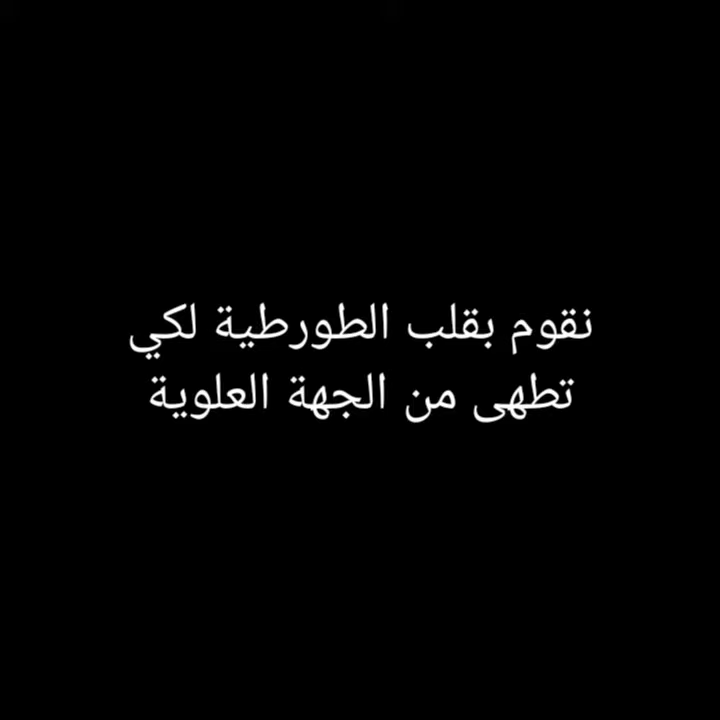 نقوم بقلب الطورطية لكي
تطهى من الجهة العلوية